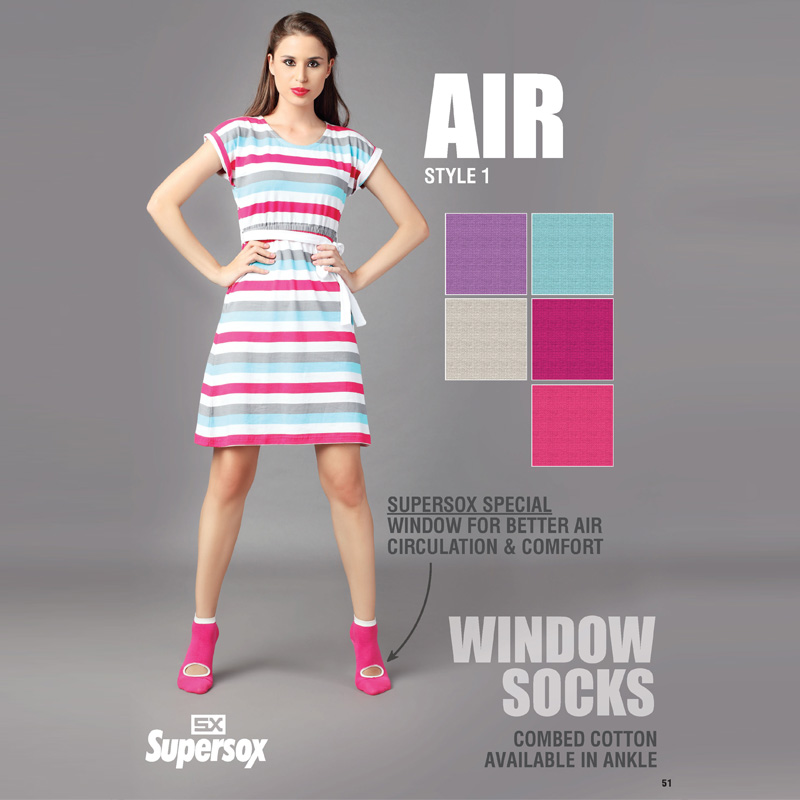 AIR
STYLE 1
SUPERSOX SPECIAL
WINDOW FOR BETTER AIR
CIRCULATION & COMFORT
WINDOW
SOCKS
COMBED COTTON
AVAILABLE IN ANKLE
SX
Supersox
51